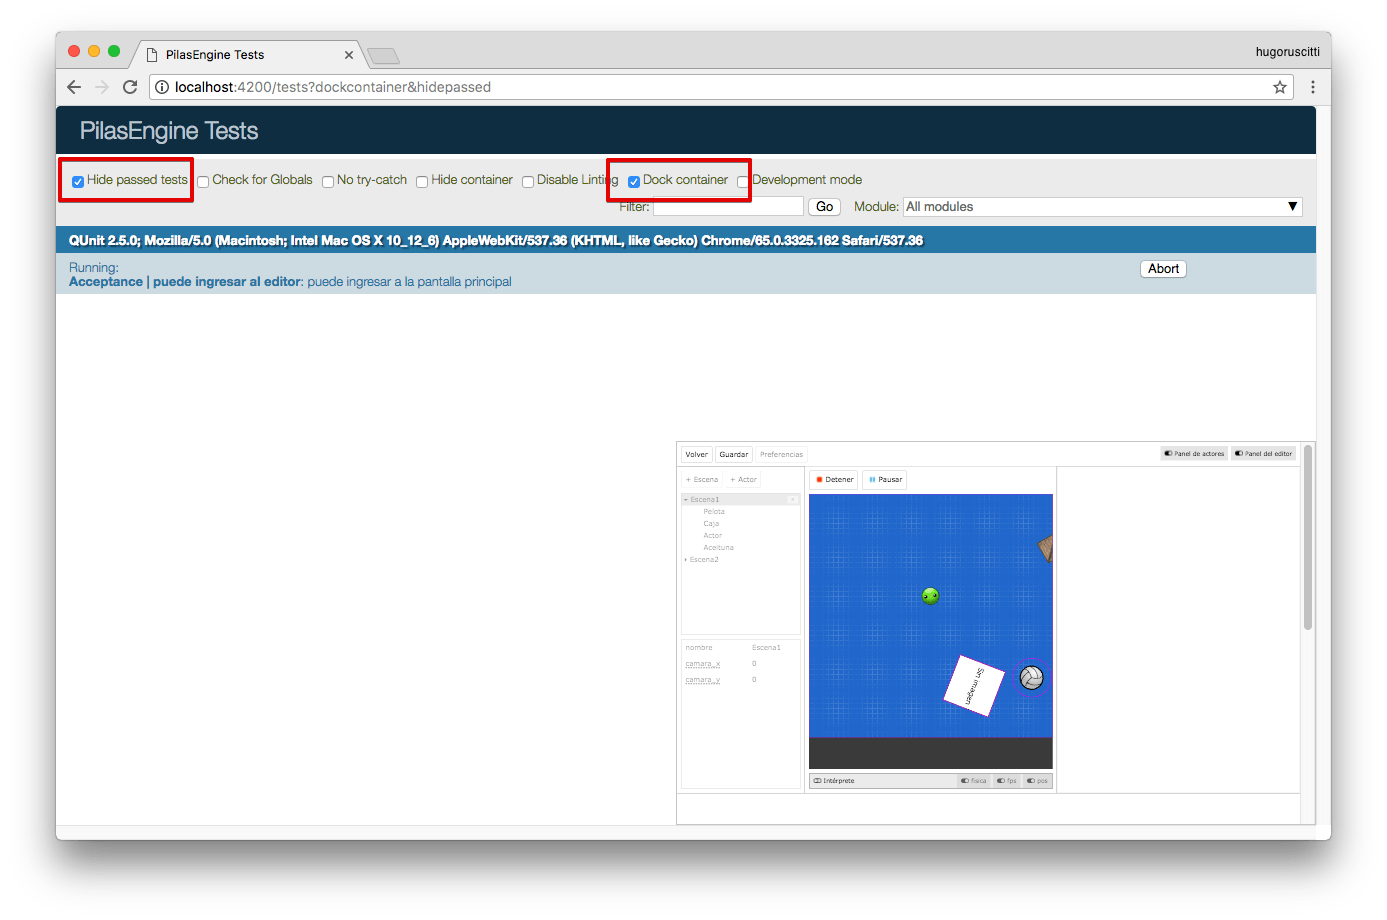 PilasEngine Tests
hugoruscitti
localhost:4200/tests?dockcontainer&hidepassed
PilasEngine Tests
Hide passed tests Check for Globals No try-catch Hide container Disable Linting Dock container Development mode
Filter: Go Module: All modules
QUnit 2.5.0; Mozilla/5.0 (Macintosh; Intel Mac OS X 10_12_6) AppleWebKit/537.36 (KHTML, like Gecko) Chrome/65.0.3325.162 Safari/537.36
Running:
Abort
Acceptance | puede ingresar al editor: puede ingresar a la pantalla principal
Volver Guardar Preferencias Panel de actores Panel del editor
+ Escena + Actor Detener Pausar
Escena1
Pelota
Caja
Actor
Aceituna
Escena2
Sin imagen
nombre Escena1
camara_x 0
camara_y 0
Intérprete física fps pos